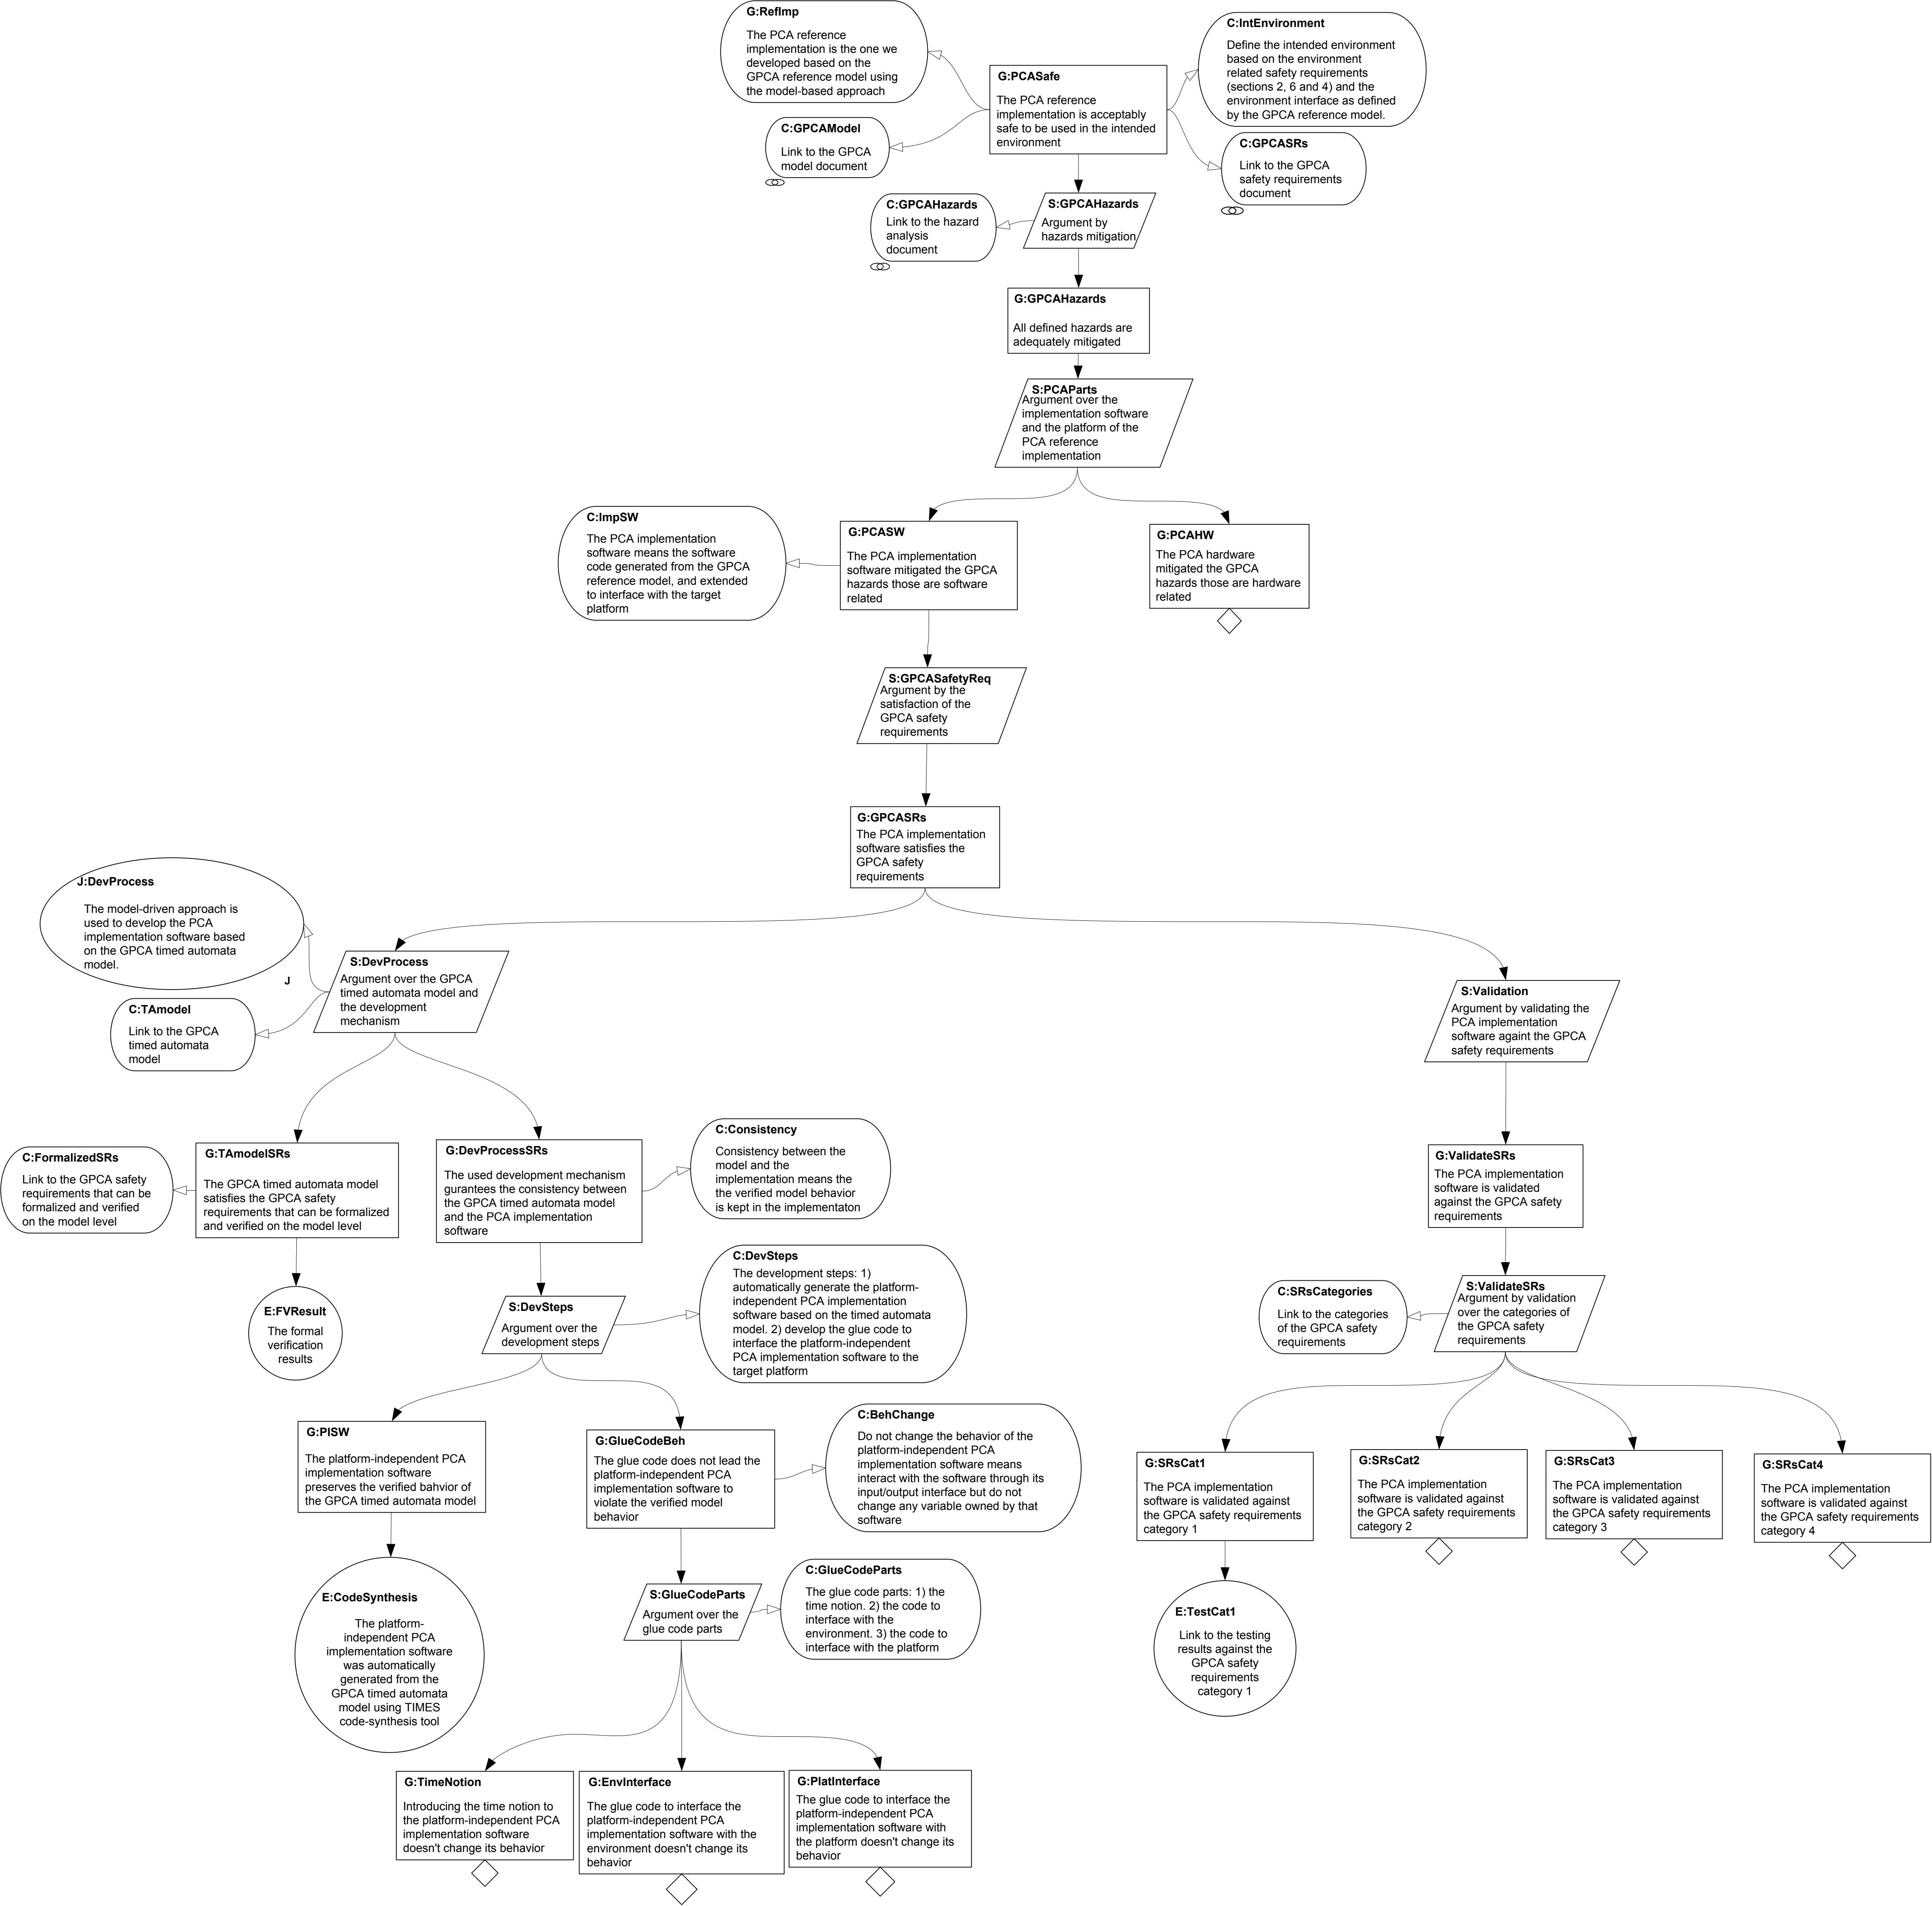 G:RefImp
The PCA reference
implementation is the one we
developed based on the
GPCA reference model using
the model-based approach
C:IntEnvironment
Define the intended environment
based on the environment
related safety requirements
(sections 2, 6 and 4) and the
environment interface as defined
by the GPCA reference model.
G:PCASafe
The PCA reference
implementation is acceptably
safe to be used in the intended
environment
C:GPCAModel
Link to the GPCA
model document
C:GPCASRs
Link to the GPCA
safety requirements
document
C:GPCAHazards
Link to the hazard
analysis
document
S:GPCAHazards
Argument by
hazards mitigation
G:GPCAHazards
All defined hazards are
adequately mitigated
S:PCAParts
Argument over the
implementation software
and the platform of the
PCA reference
implementation
C:ImpSW
The PCA implementation
software means the software
code generated from the GPCA
reference model, and extended
to interface with the target
platform
G:PCASW
The PCA implementation
software mitigated the GPCA
hazards those are software
related
G:PCAHW
The PCA hardware
mitigated the GPCA
hazards those are hardware
related
S:GPCASafetyReq
Argument by the
satisfaction of the
GPCA safety
requirements
G:GPCASRs
The PCA implementation
software satisfies the
GPCA safety
requirements
J:DevProcess
The model-driven approach is
used to develop the PCA
implementation software based
on the GPCA timed automata
model.
J
S:DevProcess
Argument over the GPCA
timed automata model and
the development
mechanism
C:TAmodel
Link to the GPCA
timed automata
model
S:Validation
Argument by validating the
PCA implementation
software againt the GPCA
safety requirements
C:FormalizedSRs
Link to the GPCA safety
requirements that can be
formalized and verified
on the model level
G:TAmodelSRs
The GPCA timed automata model
satisfies the GPCA safety
requirements that can be formalized
and verified on the model level
G:DevProcessSRs
The used development mechanism
gurantees the consistency between
the GPCA timed automata model
and the PCA implementation
software
C:Consistency
Consistency between the
model and the
implementation means the
the verified model behavior
is kept in the implementaton
G:ValidateSRs
The PCA implementation
software is validated
against the GPCA safety
requirements
E:FVResult
The formal
verification
results
S:DevSteps
Argument over the
development steps
C:DevSteps
The development steps: 1)
automatically generate the platform-
independent PCA implementation
software based on the timed automata
model. 2) develop the glue code to
interface the platform-independent
PCA implementation software to the
target platform
C:SRsCategories
Link to the categories
of the GPCA safety
requirements
S:ValidateSRs
Argument by validation
over the categories of
the GPCA safety
requirements
G:PISW
The platform-independent PCA
implementation software
preserves the verified bahvior of
the GPCA timed automata model
G:GlueCodeBeh
The glue code does not lead the
platform-independent PCA
implementation software to
violate the verified model
behavior
C:BehChange
Do not change the behavior of the
platform-independent PCA
implementation software means
interact with the software through its
input/output interface but do not
change any variable owned by that
software
G:SRsCat1
The PCA implementation
software is validated against
the GPCA safety requirements
category 1
G:SRsCat2
The PCA implementation
software is validated against
the GPCA safety requirements
category 2
G:SRsCat3
The PCA implementation
software is validated against
the GPCA safety requirements
category 3
G:SRsCat4
The PCA implementation
software is validated against
the GPCA safety requirements
category 4
E:CodeSynthesis
The platform-
independent PCA
implementation software
was automatically
generated from the
GPCA timed automata
model using TIMES
code-synthesis tool
S:GlueCodeParts
Argument over the
glue code parts
C:GlueCodeParts
The glue code parts: 1) the
time notion. 2) the code to
interface with the
environment. 3) the code to
interface with the platform
E:TestCat1
Link to the testing
results against the
GPCA safety
requirements
category 1
G:TimeNotion
Introducing the time notion to
the platform-independent PCA
implementation software
doesn't change its behavior
G:EnvInterface
The glue code to interface the
platform-independent PCA
implementation software with the
environment doesn't change its
behavior
G:PlatInterface
The glue code to interface the
platform-independent PCA
implementation software with
the platform doesn't change its
behavior